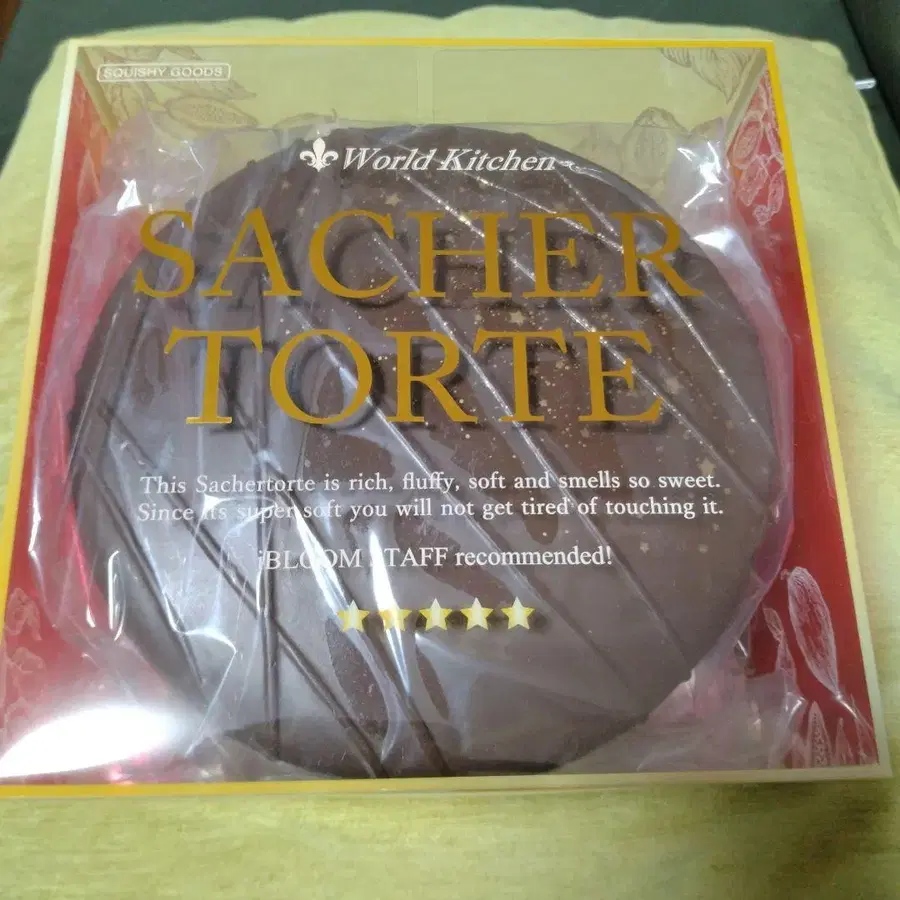 SQUISHY GOODS
World Kitchen
SACHER
TORTE
This Sachertorte is rich, fluffy, soft and smells so sweet.
Since its super soft you will not get tired of touching it.
iBLOOM STAFF recommended!